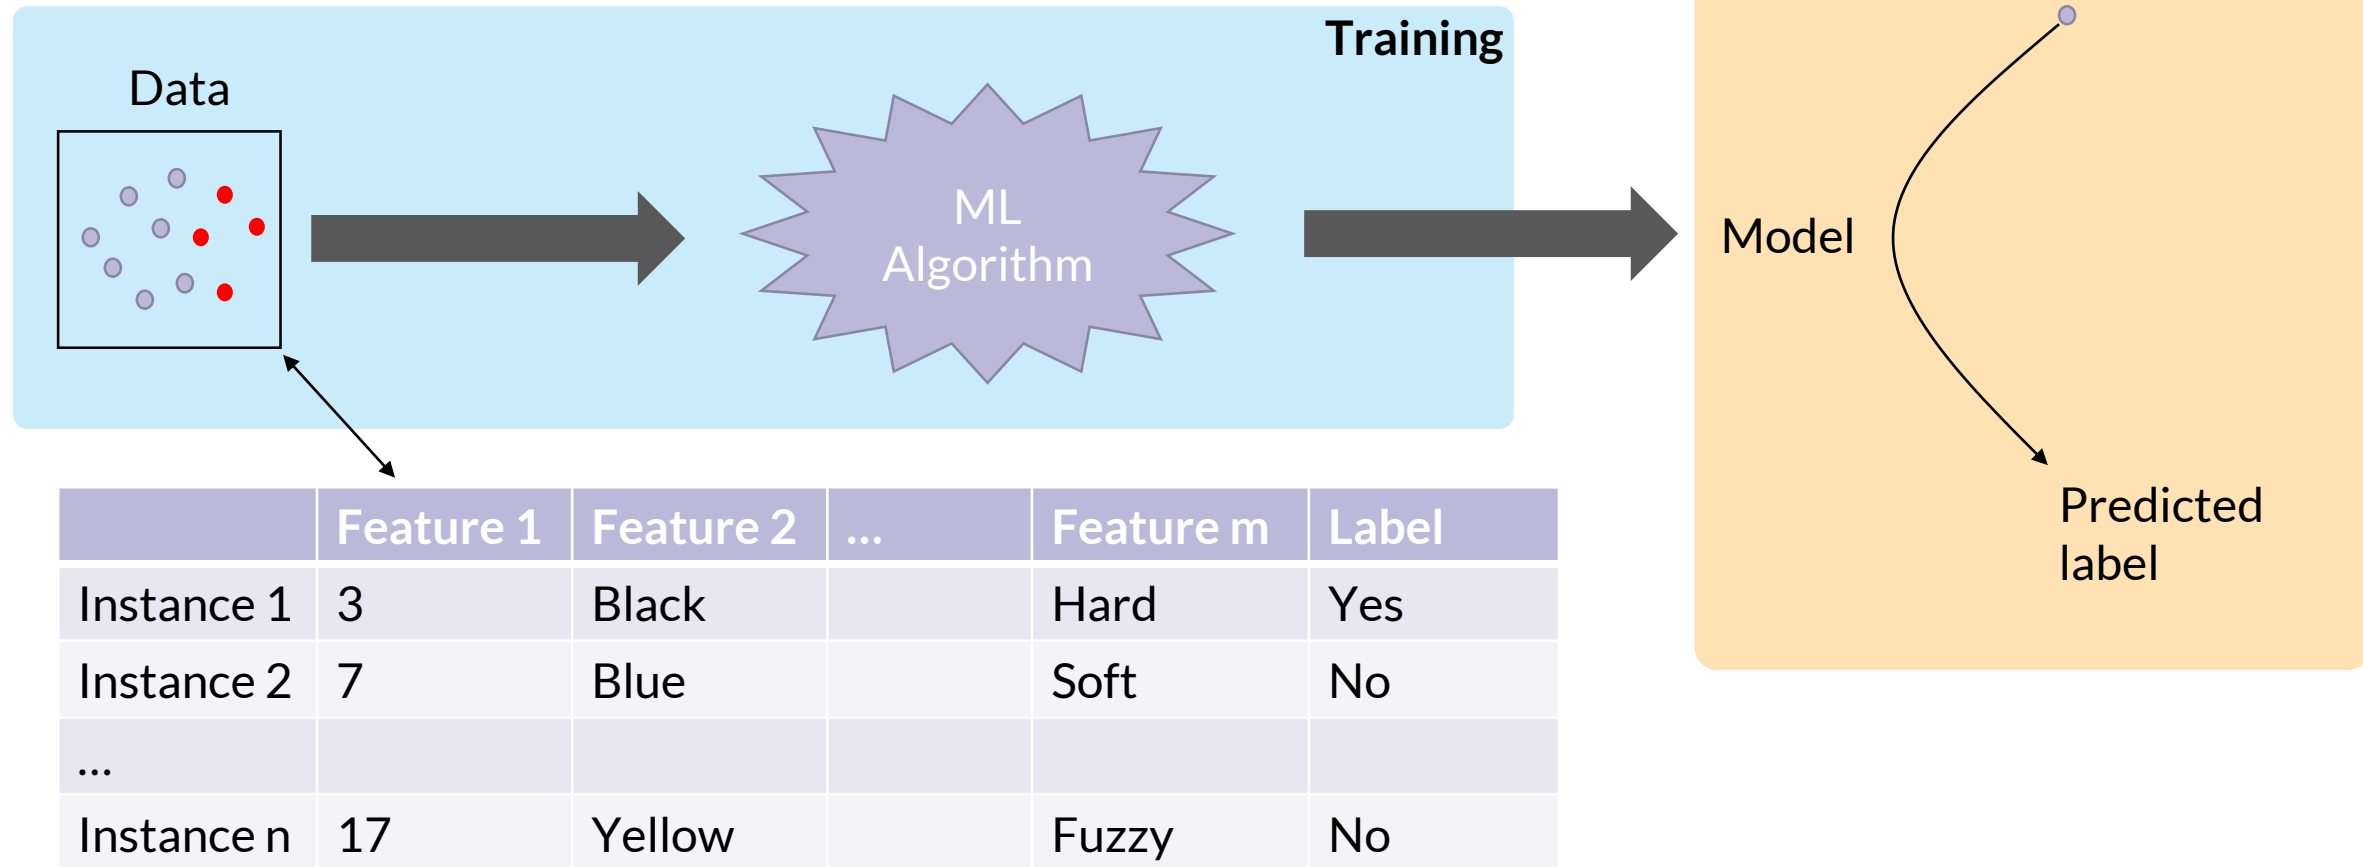 Training
Data
ML
Algorithm
Model
Predicted
label
Feature 1 Feature 2 ... Feature m Label
Instance 1 3 Black Hard Yes
Instance 2 7 Blue Soft No
...
Instance n 17 Yellow Fuzzy No